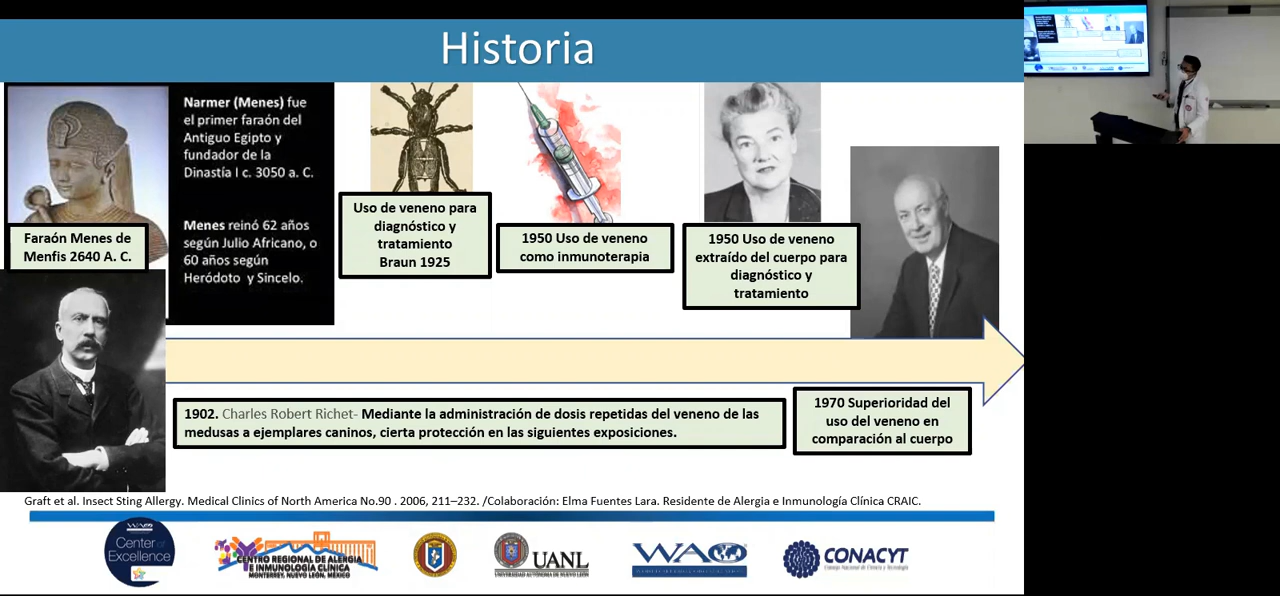 Historia
Narmer (Menes) fue
el primer faraón del
Antiguo Egipto y
fundador de la
Dinastía I c. 3050 a. C.
Menes reinó 62 años
según Julio Africano, o
60 años según
Heródoto y Sincelo.
Faraón Menes de
Menfis 2640 A. C.
Uso de veneno para
diagnóstico y
tratamiento
Braun 1925
1950 Uso de veneno
como inmunoterapia
1950 Uso de veneno
extraído del cuerpo para
diagnóstico y
tratamiento
1902. Charles Robert Richet- Mediante la administración de dosis repetidas del veneno de las
medusas a ejemplares caninos, cierta protección en las siguientes exposiciones.
1970 Superioridad del
uso del veneno en
comparación al cuerpo
Graft et al. Insect Sting Allergy. Medical Clinics of North America No.90 . 2006, 211–232. /Colaboración: Elma Fuentes Lara. Residente de Alergia e Inmunología Clínica CRAIC.
Center of
Excellence
CENTRO REGIONAL DE ALERGIA
E INMUNOLOGÍA CLÍNICA
MONTERREY, NUEVO LEON, MEXICO
UANL
UNIVERSIDAD AUTÓNOMA DE NUEVO LEÓN
WAO
CONACYT
Consejo Nacional de Ciencia y Tecnología
Historia